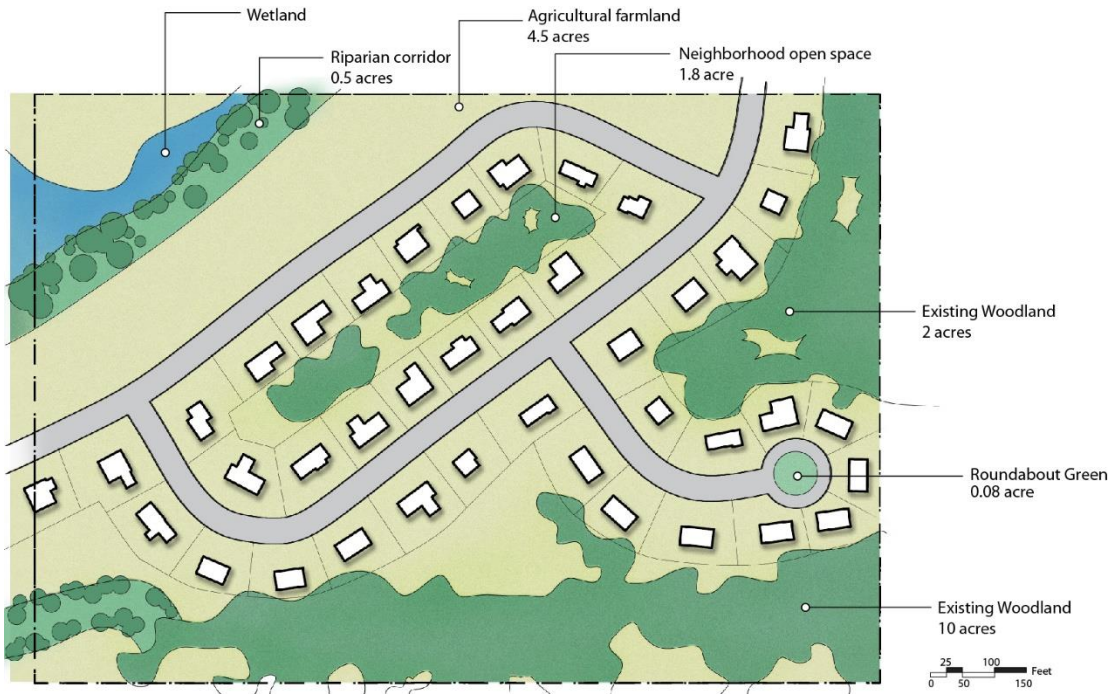 Wetland
Agricultural farmland
4.5 acres
Riparian corridor
0.5 acres
Neighborhood open space
1.8 acre
Existing Woodland
2 acres
Roundabout Green
0.08 acre
Existing Woodland
10 acres
25 100
Feet
0 50 150